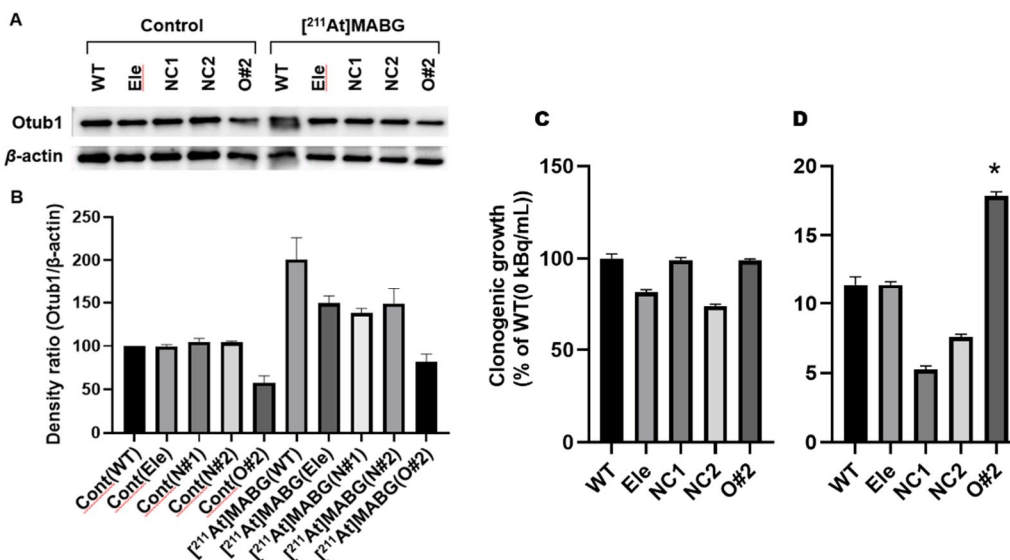 A
Control
[²¹¹At]MABG
WT Ele NC1 NC2 O#2 WT Ele NC1 NC2 O#2
Otub1
β-actin
B
Density ratio (Otub1/β-actin)
250
200
150
100
50
0
Cont(WT)
Cont(Ele)
Cont(N#1)
Cont(N#2)
Cont(O#2)
[²¹¹At]MABG(WT)
[²¹¹At]MABG(Ele)
[²¹¹At]MABG(N#1)
[²¹¹At]MABG(N#2)
[²¹¹At]MABG(O#2)
C
Clonogenic growth
(% of WT(0 kBq/mL))
150
100
50
0
WT
Ele
NC1
NC2
O#2
D
20
15
10
5
0
*
WT
Ele
NC1
NC2
O#2